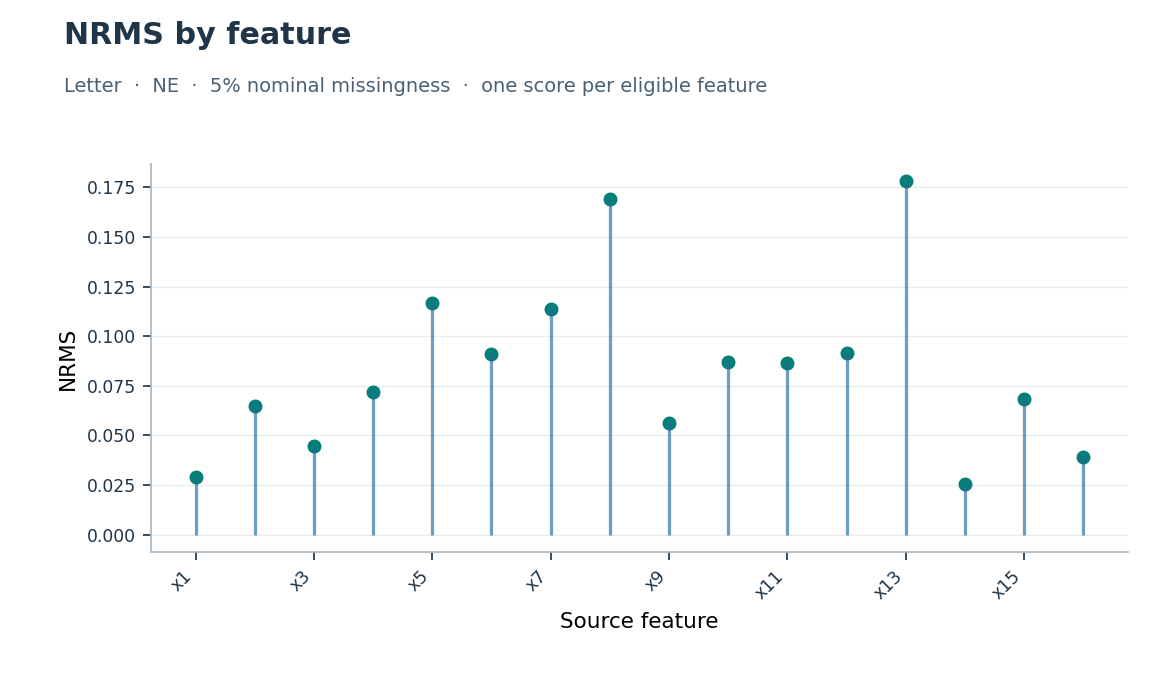 NRMS by feature
Letter · NE · 5% nominal missingness · one score per eligible feature
NRMS
0.175
0.150
0.125
0.100
0.075
0.050
0.025
0.000
x1 x3 x5 x7 x9 x11 x13 x15
Source feature